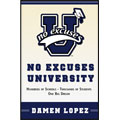 no excuses
U
NO EXCUSES
UNIVERSITY
HUNDREDS OF SCHOOLS - THOUSANDS OF STUDENTS
ONE BIG DREAM
DAMEN LOPEZ